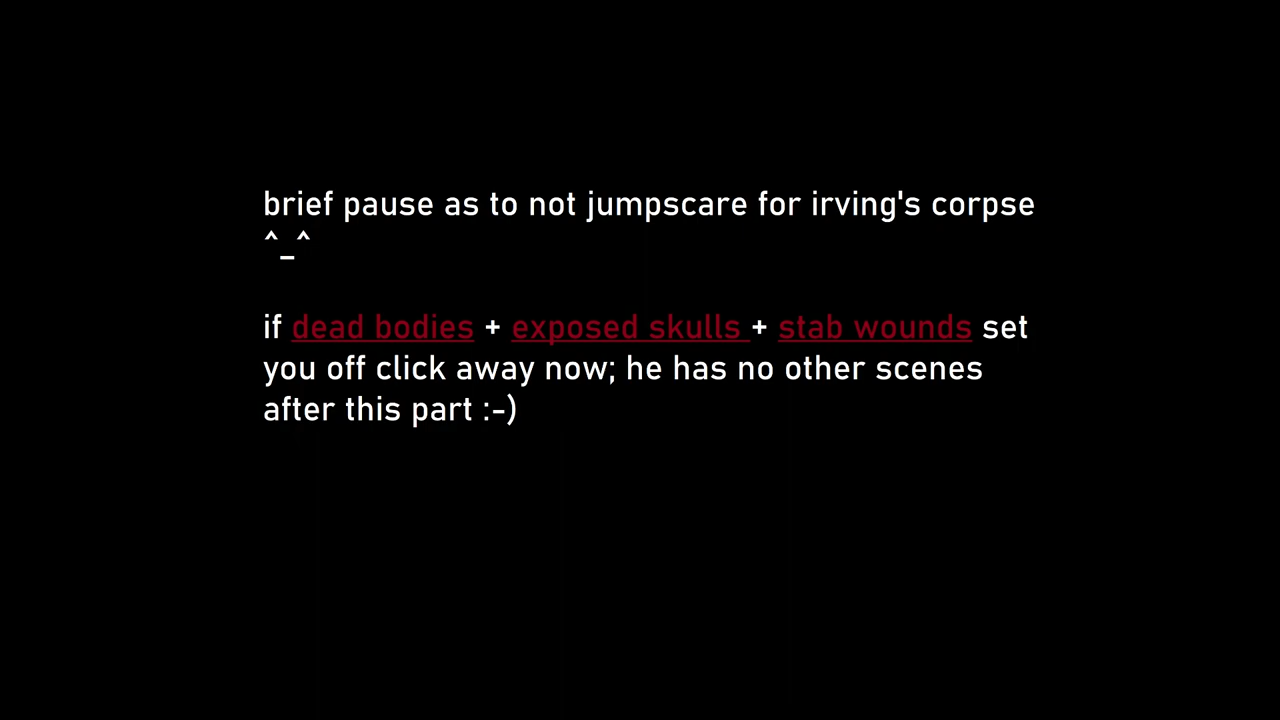 brief pause as to not jumpscare for irving's corpse
^_^
if dead bodies + exposed skulls + stab wounds set
you off click away now; he has no other scenes
after this part :-)